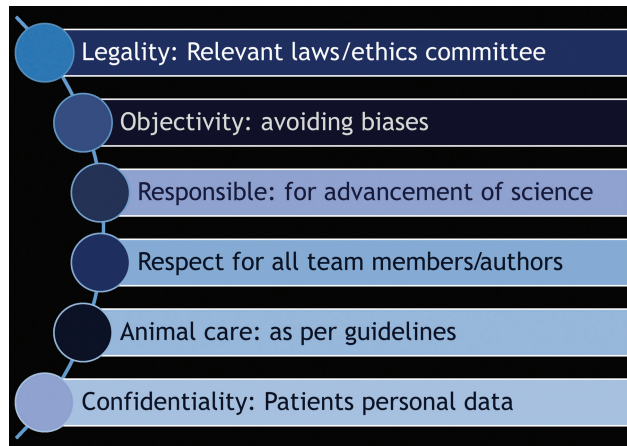 Legality: Relevant laws/ethics committee
Objectivity: avoiding biases
Responsible: for advancement of science
Respect for all team members/authors
Animal care: as per guidelines
Confidentiality: Patients personal data